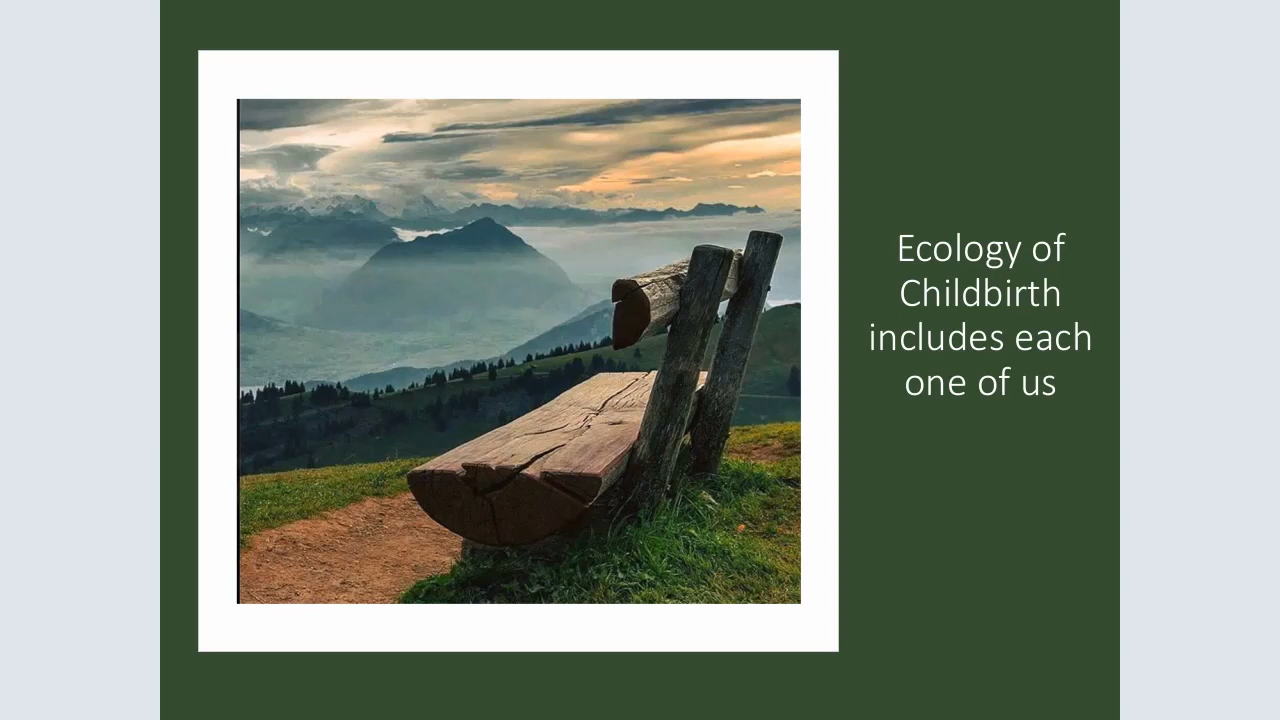 Ecology of
Childbirth
includes each
one of us